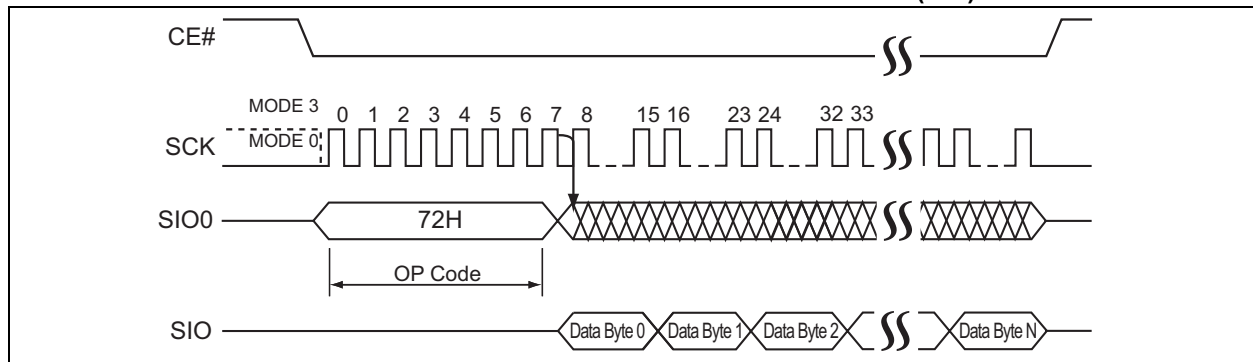 CE#
MODE 3
0 1 2 3 4 5 6 7 8 15 16 23 24 32 33
SCK
MODE 0
SIO0
72H
OP Code
SIO
Data Byte 0 Data Byte 1 Data Byte 2 Data Byte N